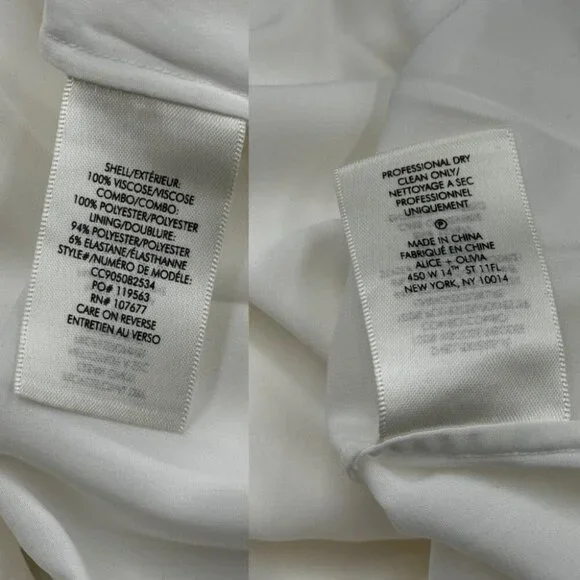 SHELL/EXTÉRIEUR:
100% VISCOSE/VISCOSE
COMBO/COMBO:
100% POLYESTER/POLYESTER
LINING/DOUBLURE:
94% POLYESTER/POLYESTER
6% ELASTANE/ÉLASTHANNE
STYLE#/NUMÉRO DE MODÉLE:
CC905082534
PO# 119563
RN# 107677
CARE ON REVERSE
ENTRETIEN AU VERSO
PROFESSIONAL DRY
CLEAN ONLY/
NETTOYAGE A SEC
PROFESSIONNEL
UNIQUEMENT
Ⓟ
MADE IN CHINA
FABRIQUÉ EN CHINE
ALICE + OLIVIA
450 W 14TH ST 11FL
NEW YORK, NY 10014